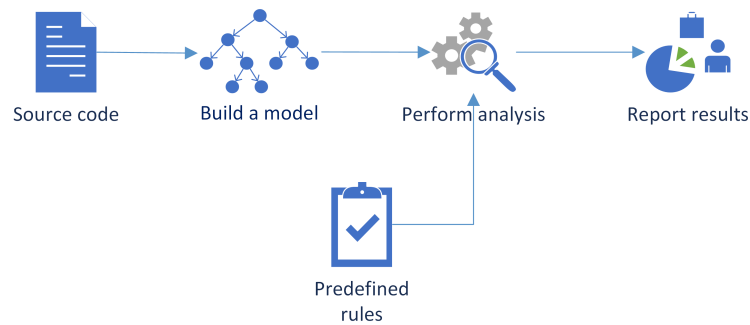 Source code
Build a model
Perform analysis
Report results
Predefined
rules